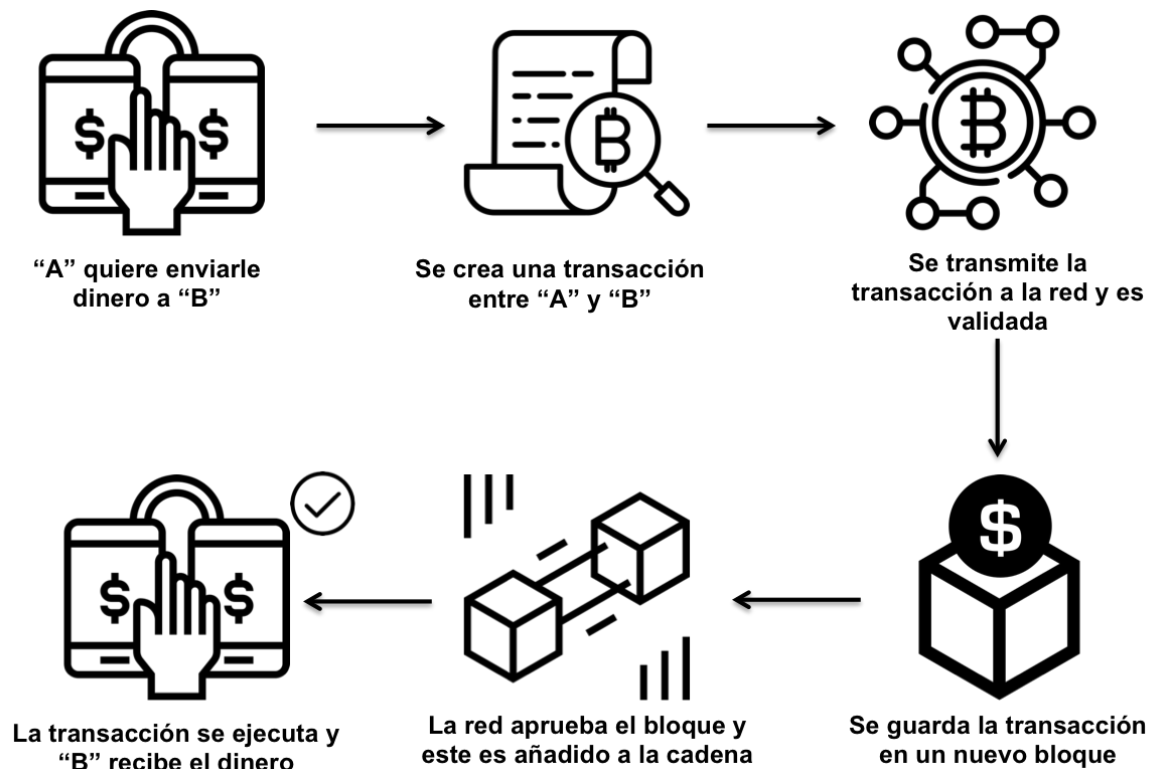 $ $
“A” quiere enviarle
dinero a “B”
Se crea una transacción
entre “A” y “B”
Se transmite la
transacción a la red y es
validada
$
Se guarda la transacción
en un nuevo bloque
La red aprueba el bloque y
este es añadido a la cadena
$ $
La transacción se ejecuta y
“B” recibe el dinero